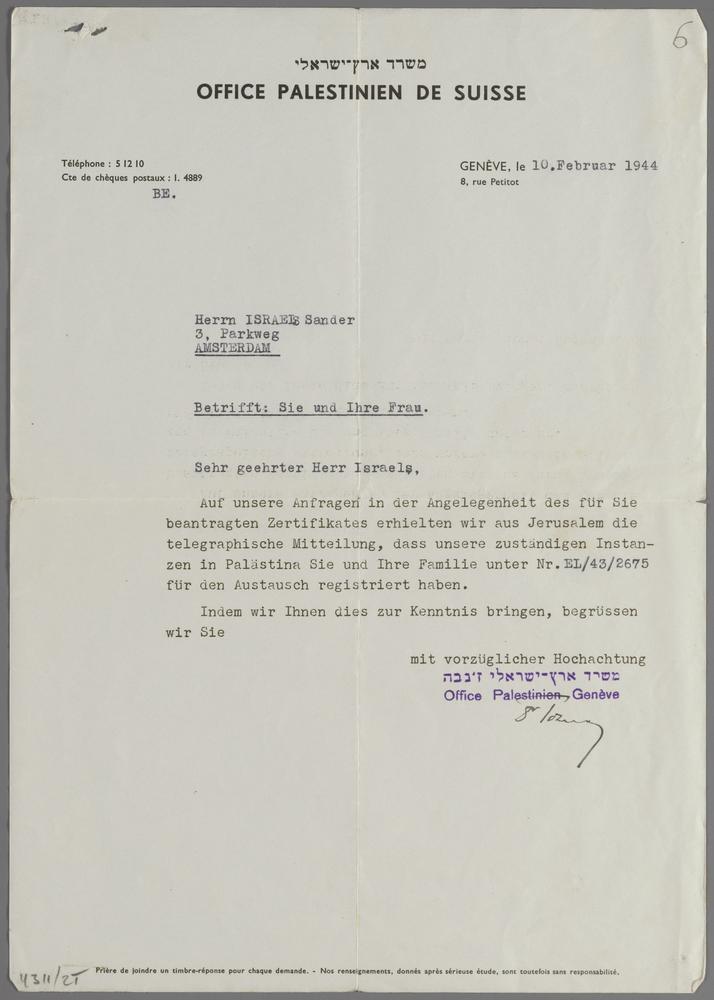 6
משרד ארץ־ישראלי
OFFICE PALESTINIEN DE SUISSE
Téléphone : 5 12 10
Cte de chèques postaux : I. 4889
BE.
GENÈVE, le 10.Februar 1944
8, rue Petitot
Herrn ISRAELS Sander
3, Parkweg
AMSTERDAM
Betrifft: Sie und Ihre Frau.
Sehr geehrter Herr Israels,
Auf unsere Anfragen in der Angelegenheit des für Sie
beantragten Zertifikates erhielten wir aus Jerusalem die
telegraphische Mitteilung, dass unsere zuständigen Instan-
zen in Palästina Sie und Ihre Familie unter Nr. EL/43/2675
für den Austausch registriert haben.
Indem wir Ihnen dies zur Kenntnis bringen, begrüssen
wir Sie
mit vorzüglicher Hochachtung
משרד ארץ-ישראלי ז'נבה
Office Palestinien, Genève
Prière de joindre un timbre-réponse pour chaque demande. - Nos renseignements, donnés après sérieuse étude, sont toutefois sans responsabilité.